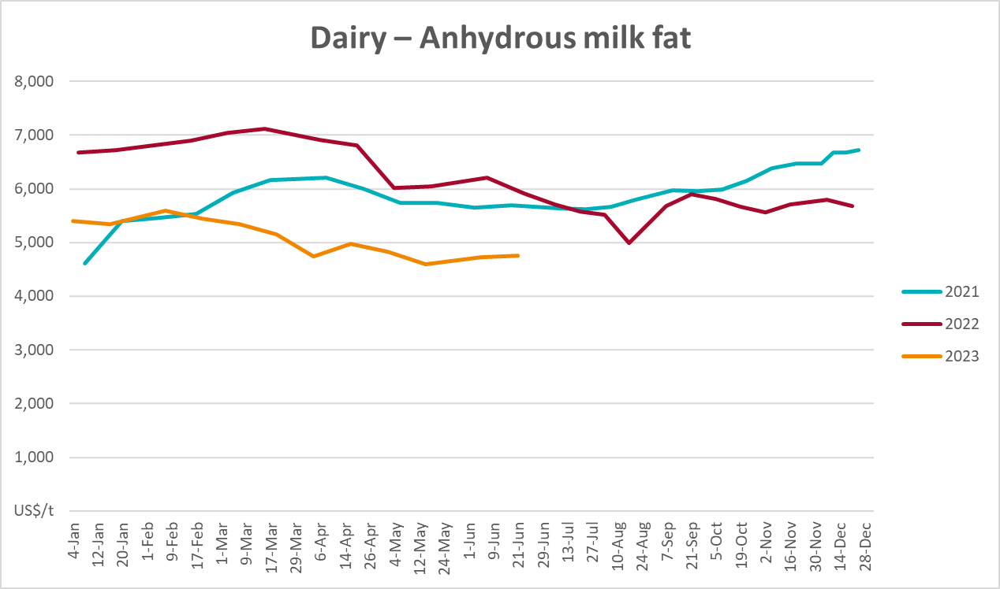 Dairy – Anhydrous milk fat
8,000
7,000
6,000
5,000
4,000
3,000
2,000
1,000
US$/t
4-Jan
12-Jan
20-Jan
1-Feb
9-Feb
17-Feb
1-Mar
9-Mar
17-Mar
29-Mar
6-Apr
14-Apr
26-Apr
4-May
12-May
24-May
1-Jun
9-Jun
21-Jun
29-Jun
13-Jul
27-Jul
10-Aug
24-Aug
7-Sep
21-Sep
5-Oct
19-Oct
2-Nov
16-Nov
30-Nov
14-Dec
28-Dec
2021
2022
2023